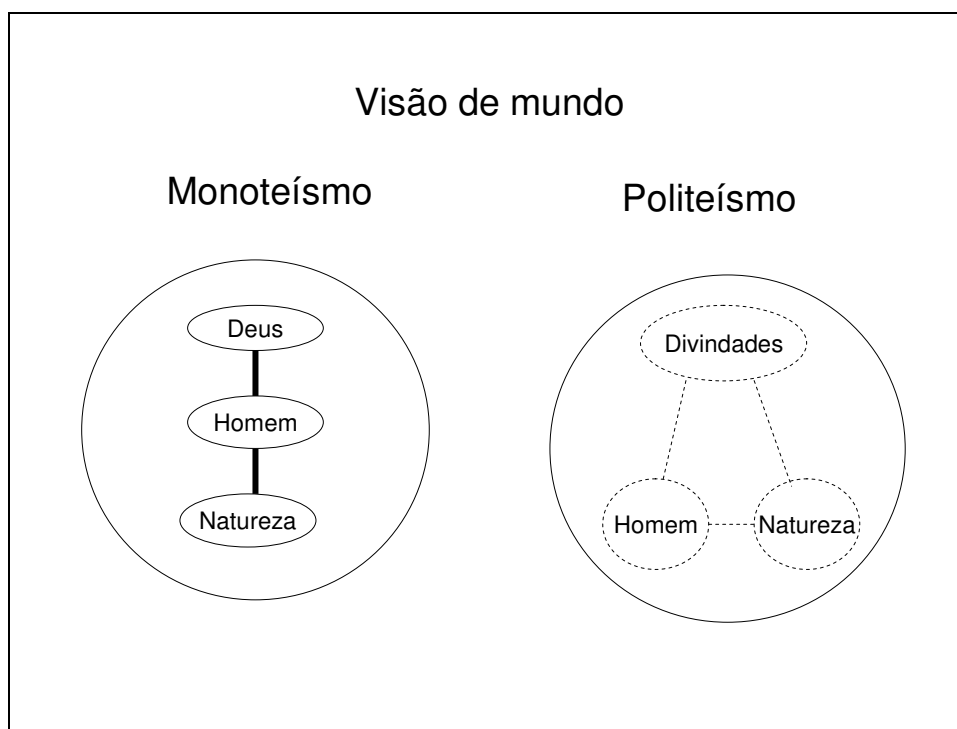 Visão de mundo
Monoteísmo
Politeísmo
Deus
Homem
Natureza
Divindades
Homem
Natureza